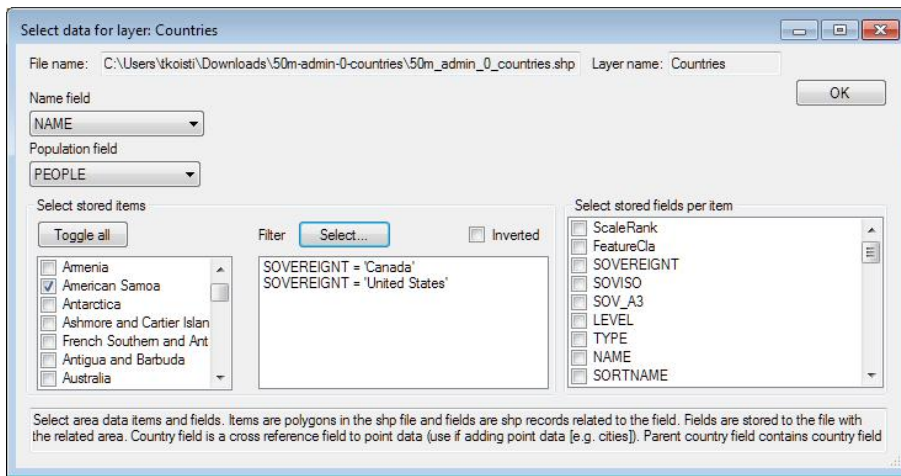 Select data for layer: Countries
File name: C:\Users\tkoisti\Downloads\50m-admin-0-countries\50m_admin_0_countries.shp Layer name: Countries
OK
Name field
NAME
Population field
PEOPLE
Select stored items
Toggle all
Filter Select... Inverted
Armenia
American Samoa
Antarctica
Ashmore and Cartier Islan
French Southern and Ant
Antigua and Barbuda
Australia
SOVEREIGNT = 'Canada'
SOVEREIGNT = 'United States'
Select stored fields per item
ScaleRank
FeatureCla
SOVEREIGNT
SOVISO
SOV_A3
LEVEL
TYPE
NAME
SORTNAME
Select area data items and fields. Items are polygons in the shp file and fields are shp records related to the field. Fields are stored to the file with
the related area. Country field is a cross reference field to point data (use if adding point data [e.g. cities]). Parent country field contains country field